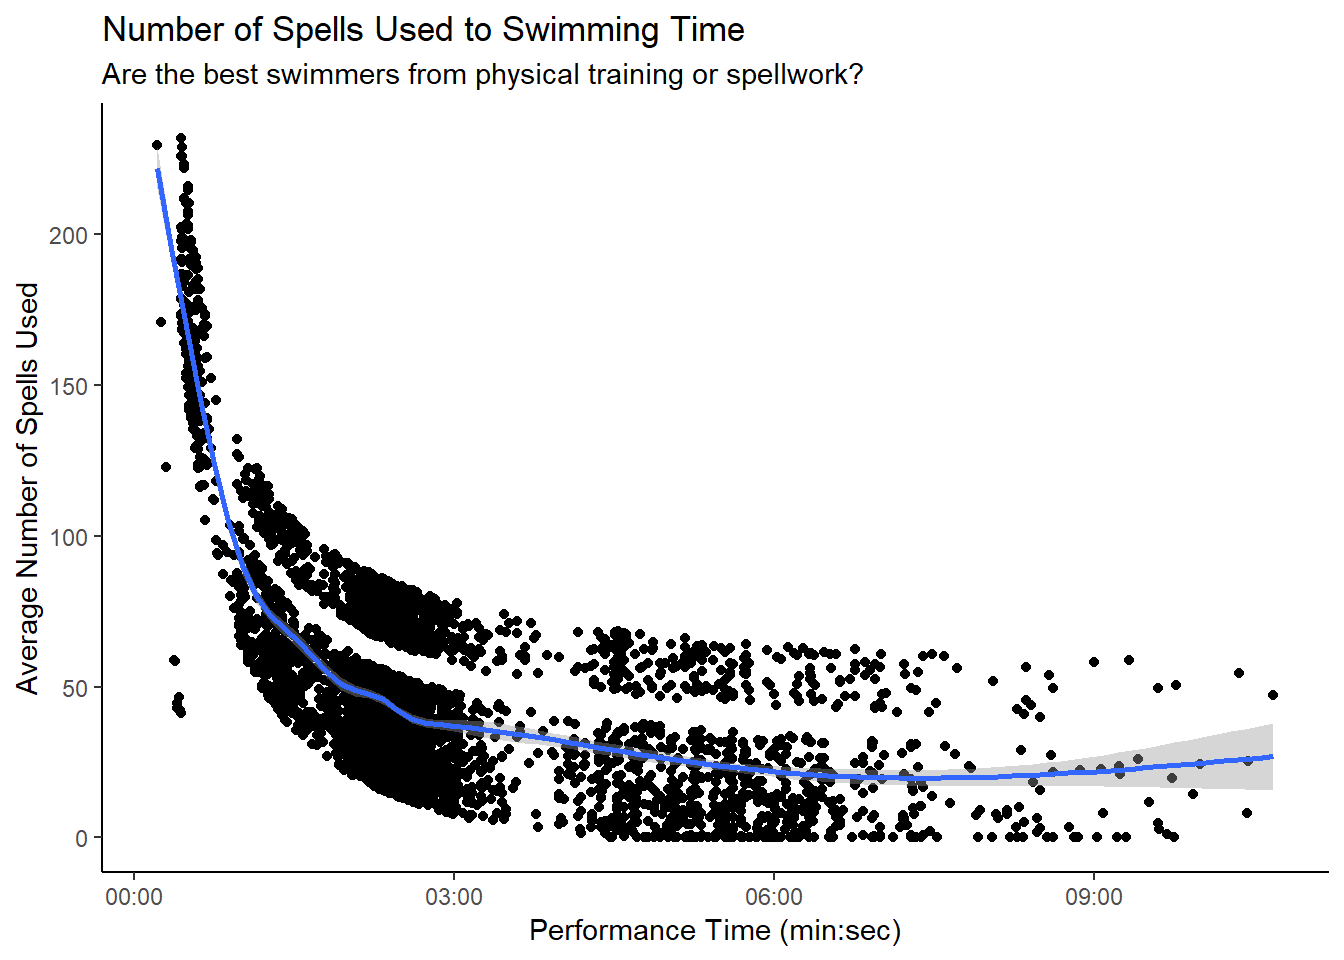 Number of Spells Used to Swimming Time
Are the best swimmers from physical training or spellwork?
Average Number of Spells Used
200
150
100
50
0
00:00
03:00
06:00
09:00
Performance Time (min:sec)